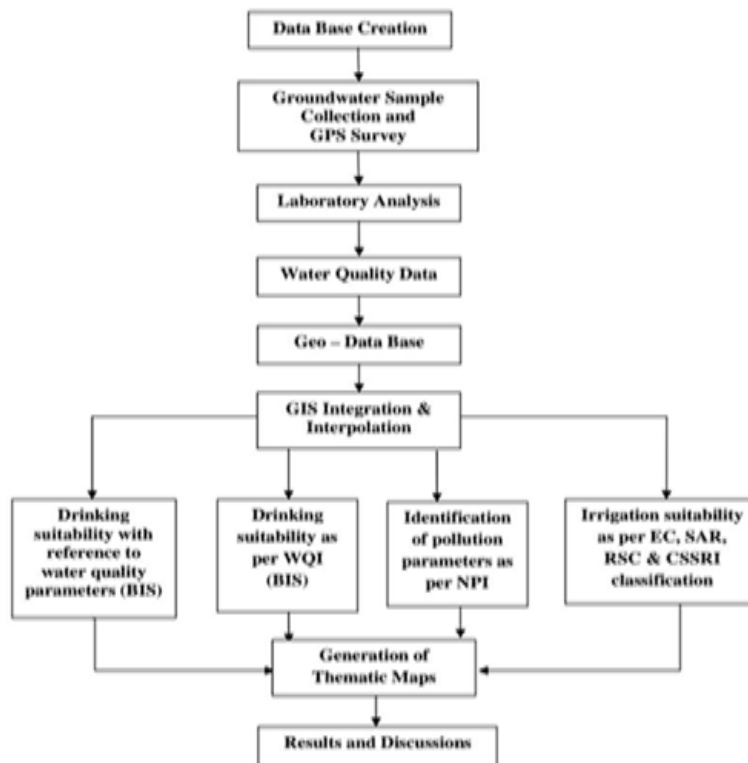 Data Base Creation
Groundwater Sample
Collection and
GPS Survey
Laboratory Analysis
Water Quality Data
Geo – Data Base
GIS Integration &
Interpolation
Drinking
suitability with
reference to
water quality
parameters (BIS)
Drinking
suitability as
per WQI
(BIS)
Identification
of pollution
parameters as
per NPI
Irrigation suitability
as per EC, SAR,
RSC & CSSRI
classification
Generation of
Thematic Maps
Results and Discussions